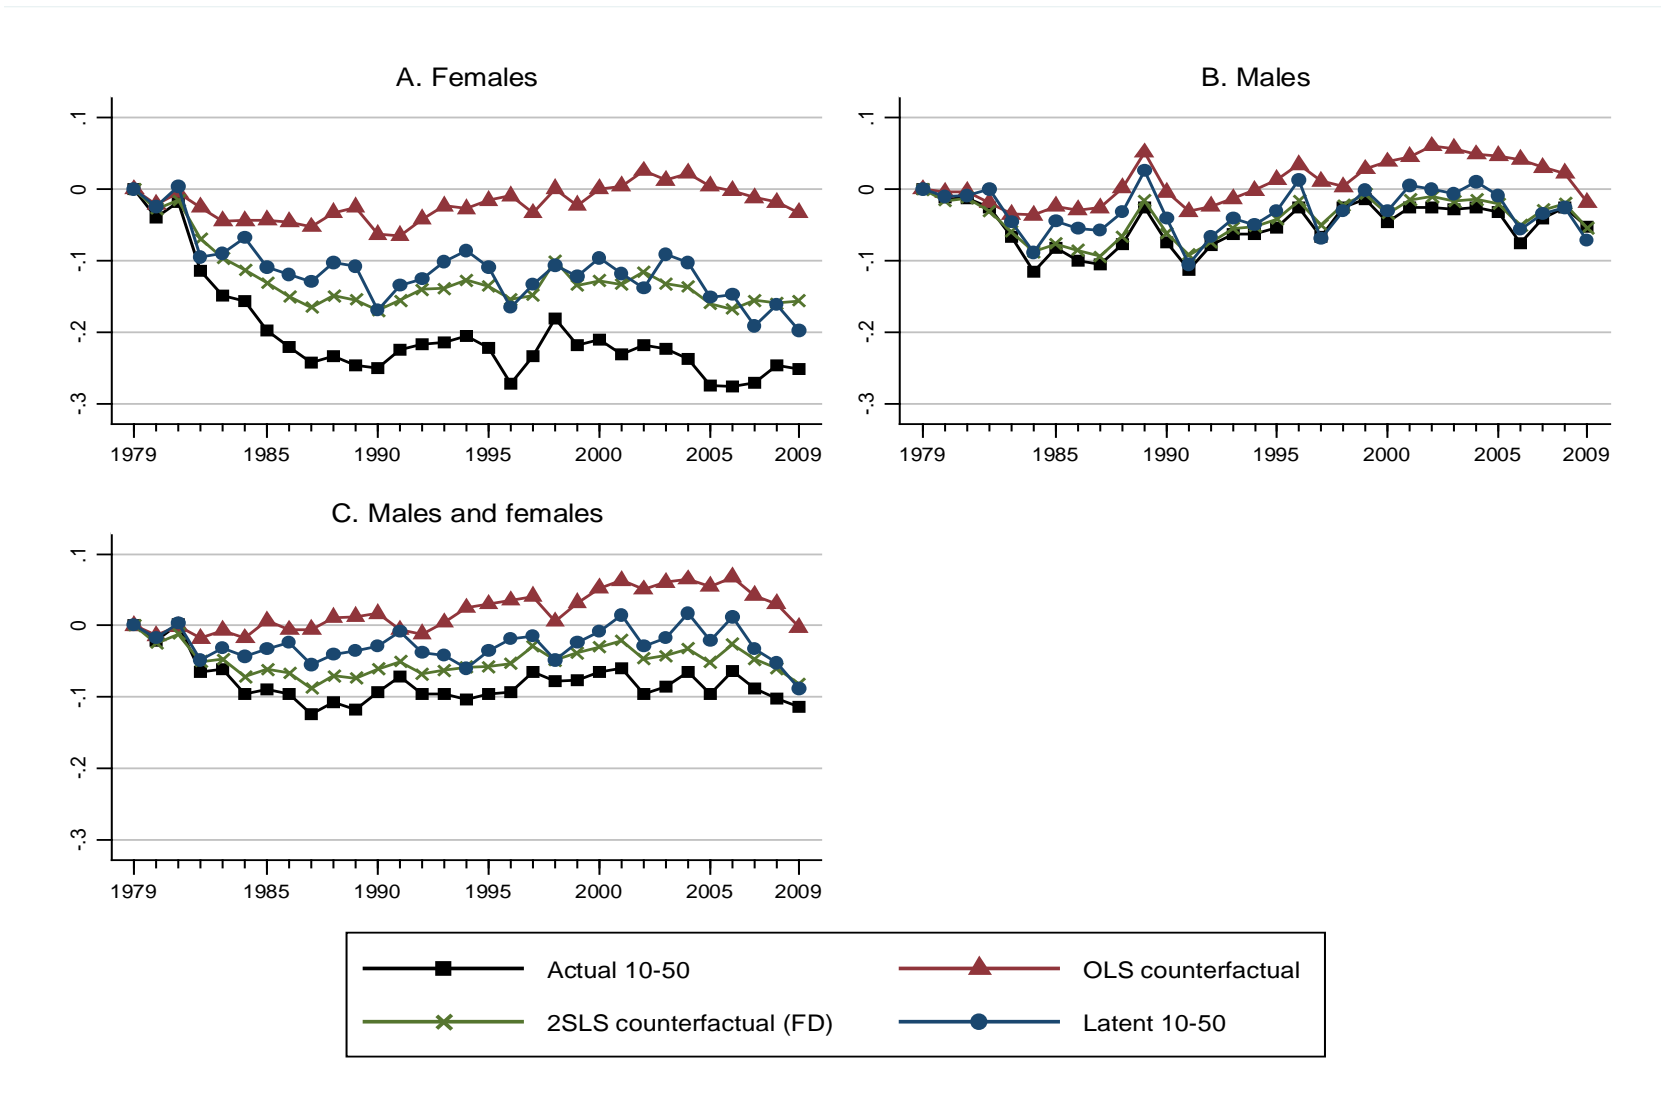 A. Females
.1
0
-.1
-.2
-.3
1979 1985 1990 1995 2000 2005 2009
B. Males
.1
0
-.1
-.2
-.3
1979 1985 1990 1995 2000 2005 2009
C. Males and females
.1
0
-.1
-.2
-.3
1979 1985 1990 1995 2000 2005 2009
Actual 10-50
OLS counterfactual
2SLS counterfactual (FD)
Latent 10-50